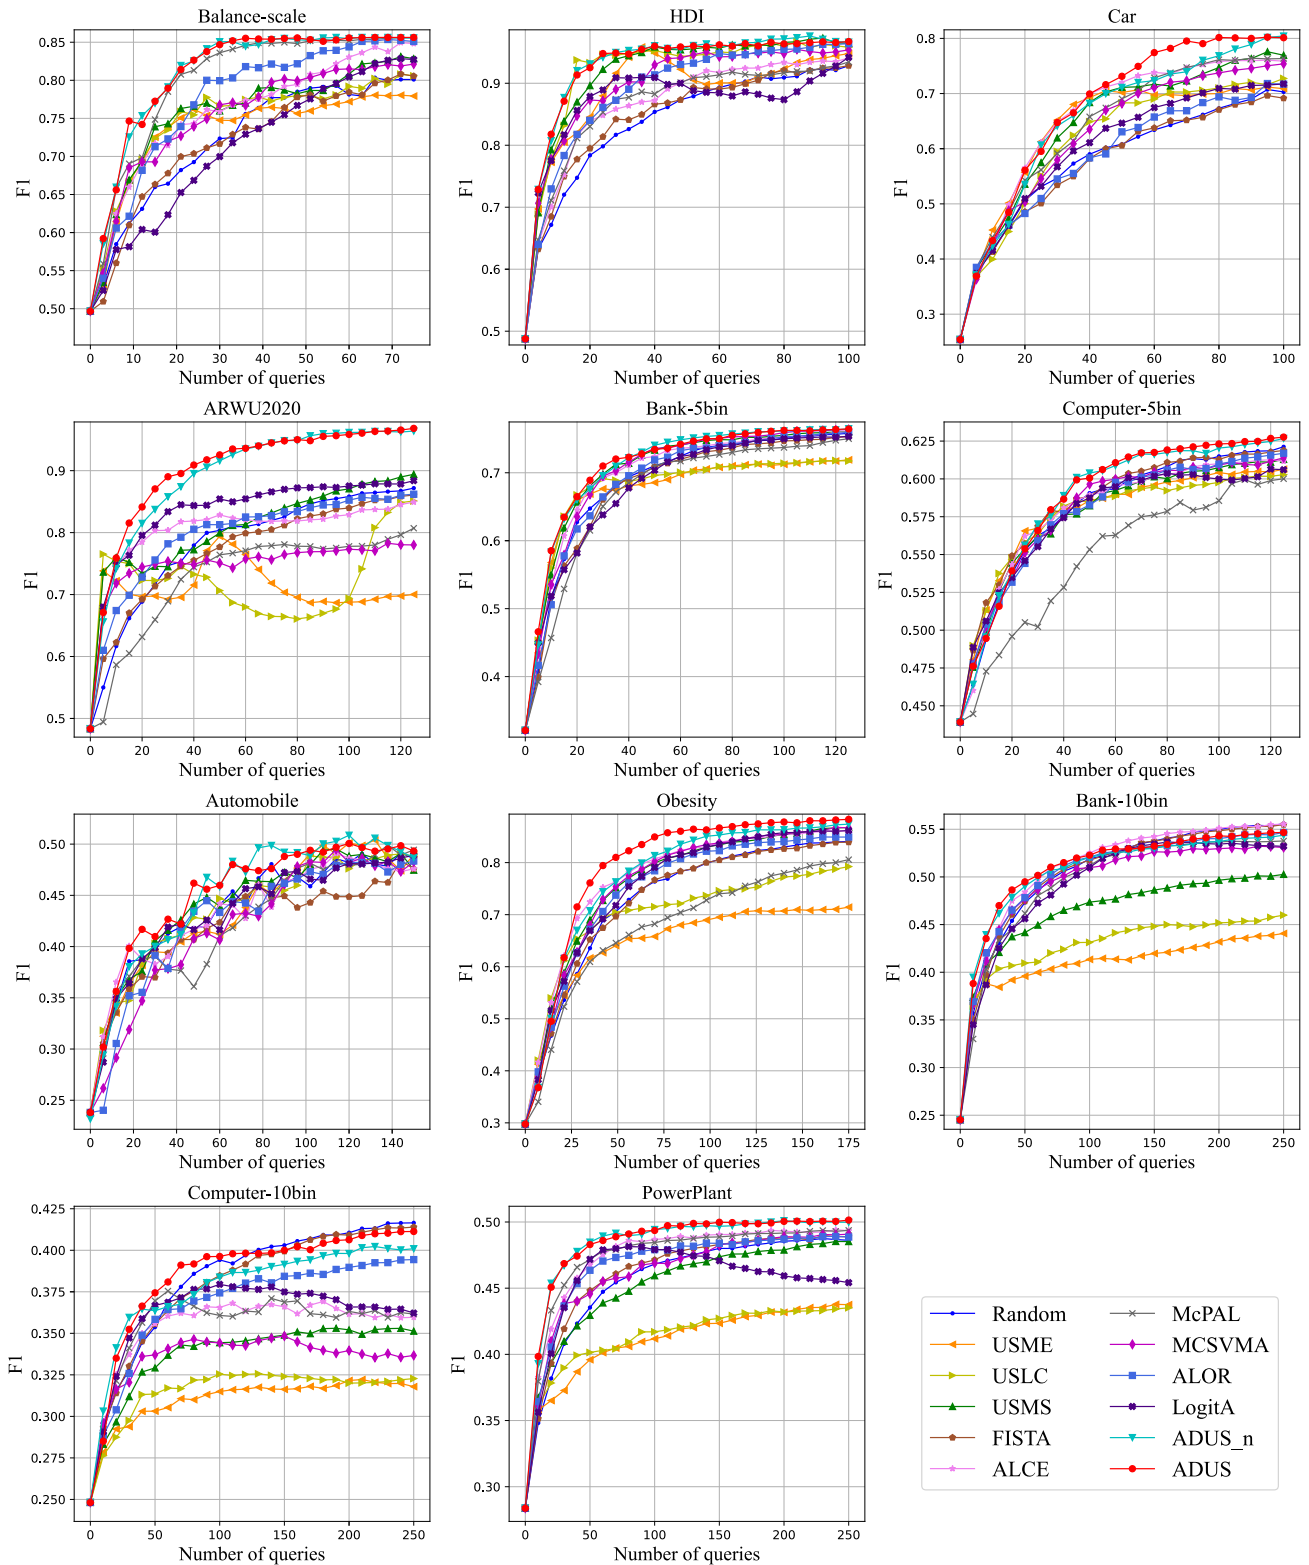 Balance-scale
0.85
0.80
0.75
0.70
0.65
0.60
0.55
0.50
F1
0 10 20 30 40 50 60 70
Number of queries
HDI
0.9
0.8
0.7
0.6
0.5
F1
0 20 40 60 80 100
Number of queries
Car
0.8
0.7
0.6
0.5
0.4
0.3
F1
0 20 40 60 80 100
Number of queries
ARWU2020
0.9
0.8
0.7
0.6
0.5
F1
0 20 40 60 80 100 120
Number of queries
Bank-5bin
0.7
0.6
0.5
0.4
F1
0 20 40 60 80 100 120
Number of queries
Computer-5bin
0.625
0.600
0.575
0.550
0.525
0.500
0.475
0.450
F1
0 20 40 60 80 100 120
Number of queries
Automobile
0.50
0.45
0.40
0.35
0.30
0.25
F1
0 20 40 60 80 100 120 140
Number of queries
Obesity
0.8
0.7
0.6
0.5
0.4
0.3
F1
0 25 50 75 100 125 150 175
Number of queries
Bank-10bin
0.55
0.50
0.45
0.40
0.35
0.30
0.25
F1
0 50 100 150 200 250
Number of queries
Computer-10bin
0.425
0.400
0.375
0.350
0.325
0.300
0.275
0.250
F1
0 50 100 150 200 250
Number of queries
PowerPlant
0.50
0.45
0.40
0.35
0.30
F1
0 50 100 150 200 250
Number of queries
Random
USME
USLC
USMS
FISTA
ALCE
McPAL
MCSVMA
ALOR
LogitA
ADUS_n
ADUS